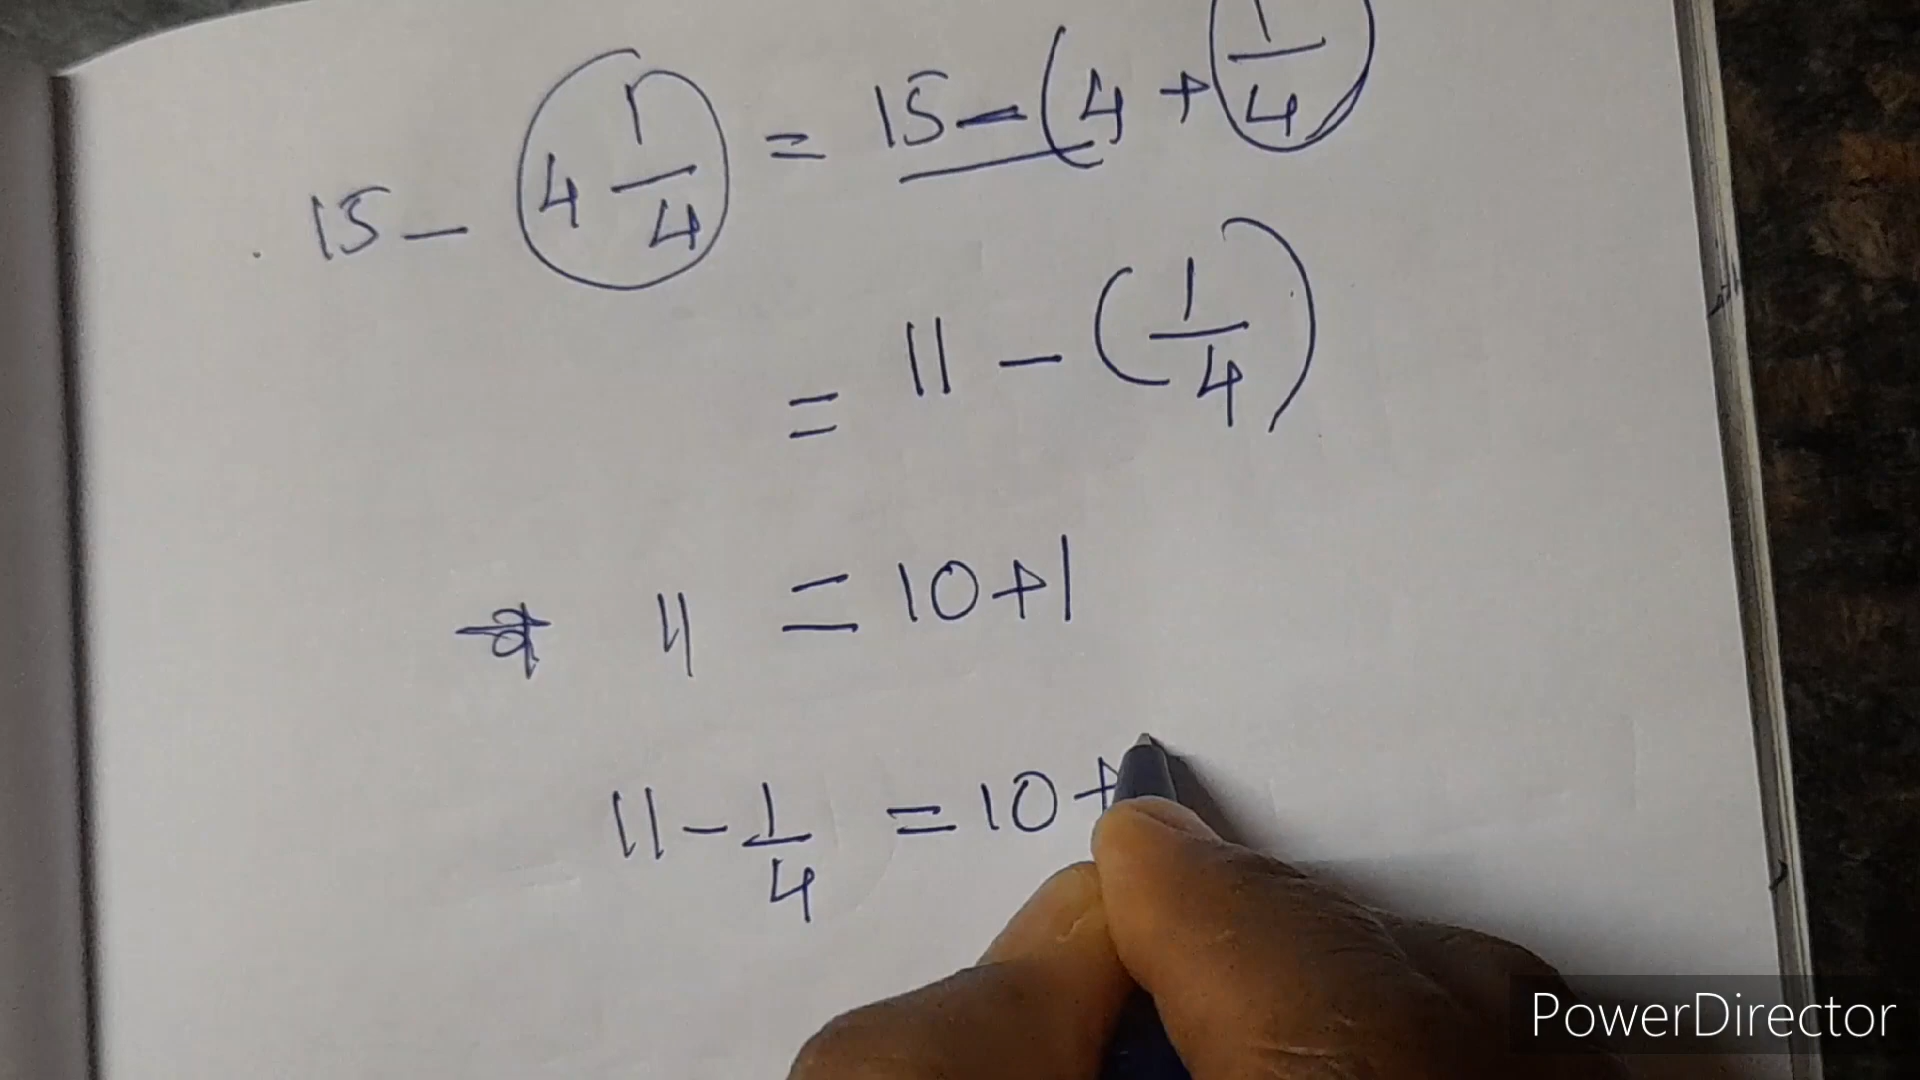 15 - 4 1/4 = 15 - (4 + 1/4
= 11 - (1/4)
11 = 10+1
11 - 1/4 = 10+
PowerDirector